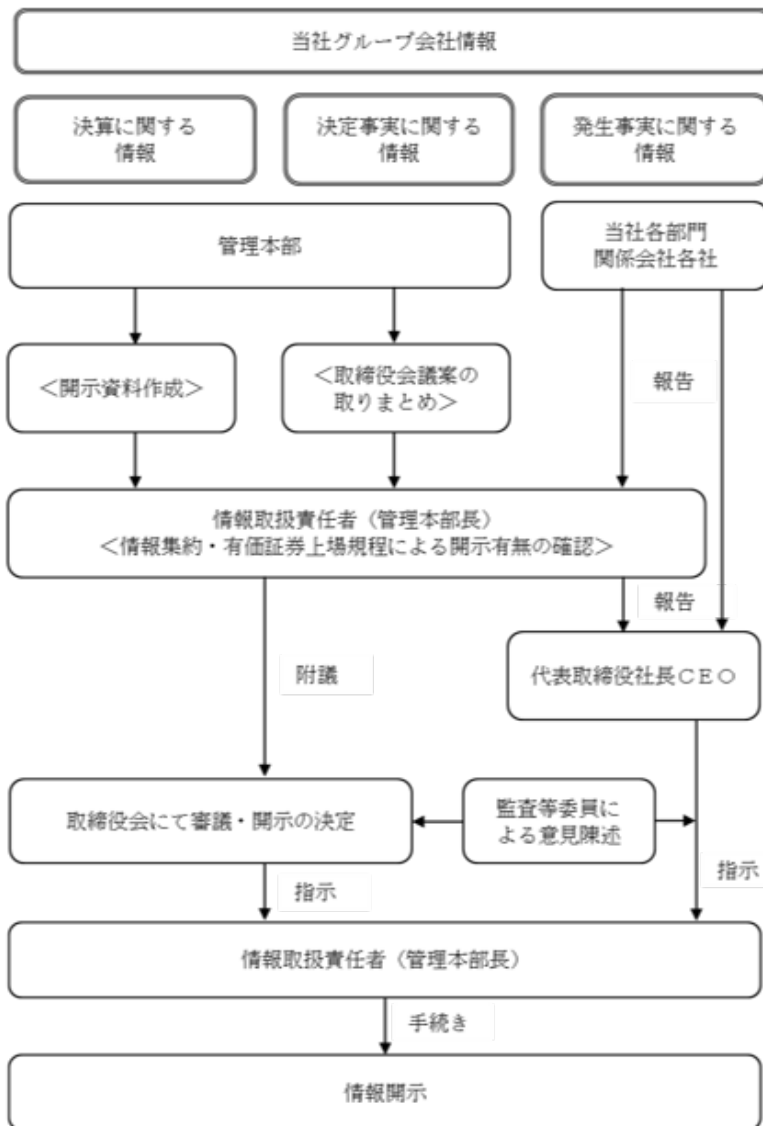 当社グループ会社情報
決算に関する
情報
決定事実に関する
情報
発生事実に関する
情報
管理本部
当社各部門
関係会社各社
＜開示資料作成＞
＜取締役会議案の
取りまとめ＞
報告
情報取扱責任者（管理本部長）
＜情報集約・有価証券上場規程による開示有無の確認＞
報告
附議
代表取締役社長ＣＥＯ
取締役会にて審議・開示の決定
監査等委員に
よる意見陳述
指示
指示
情報取扱責任者（管理本部長）
手続き
情報開示